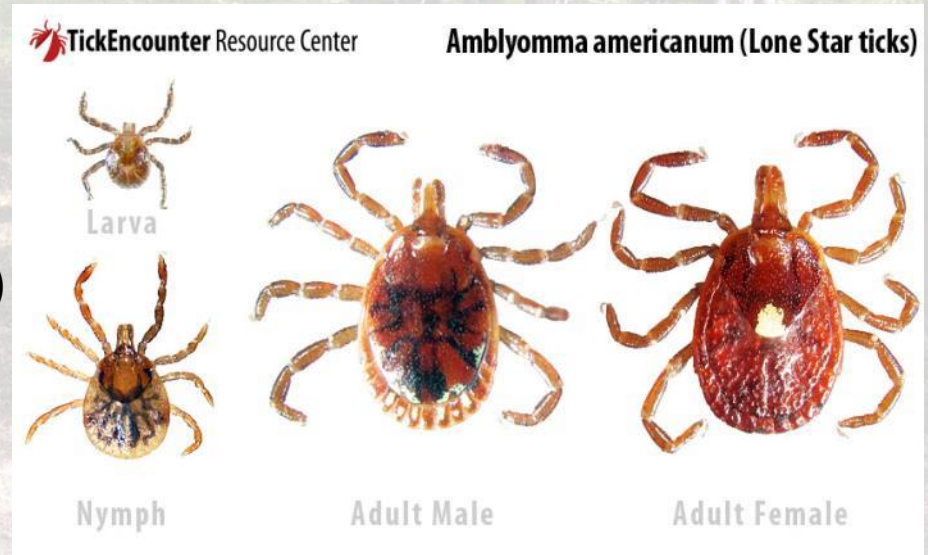 TickEncounter Resource Center
Amblyomma americanum (Lone Star ticks)
Larva
Nymph
Adult Male
Adult Female